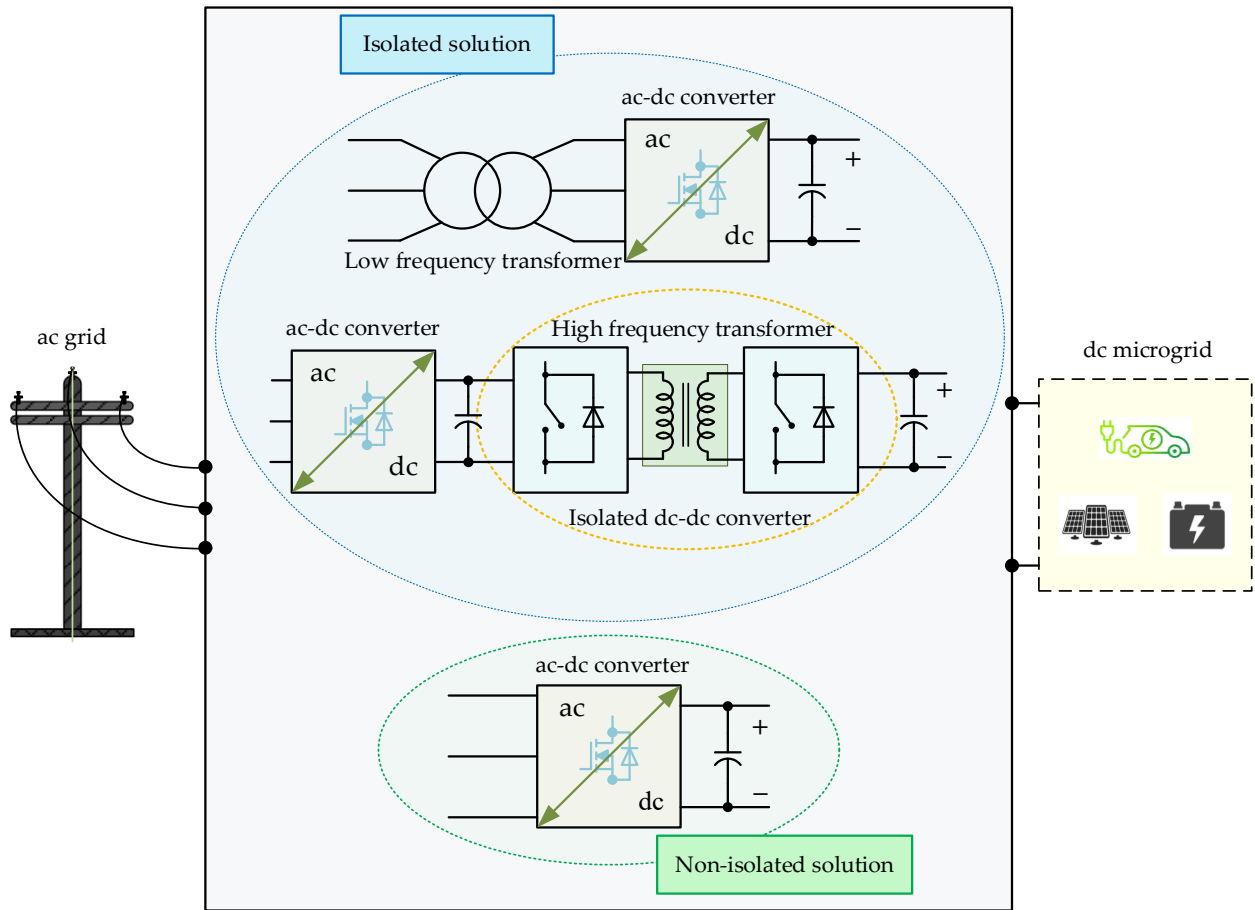 Isolated solution
ac-dc converter
ac
+
dc
−
Low frequency transformer
ac grid
ac-dc converter
High frequency transformer
dc microgrid
ac
+
dc
−
Isolated dc-dc converter
ac-dc converter
ac
+
dc
−
Non-isolated solution